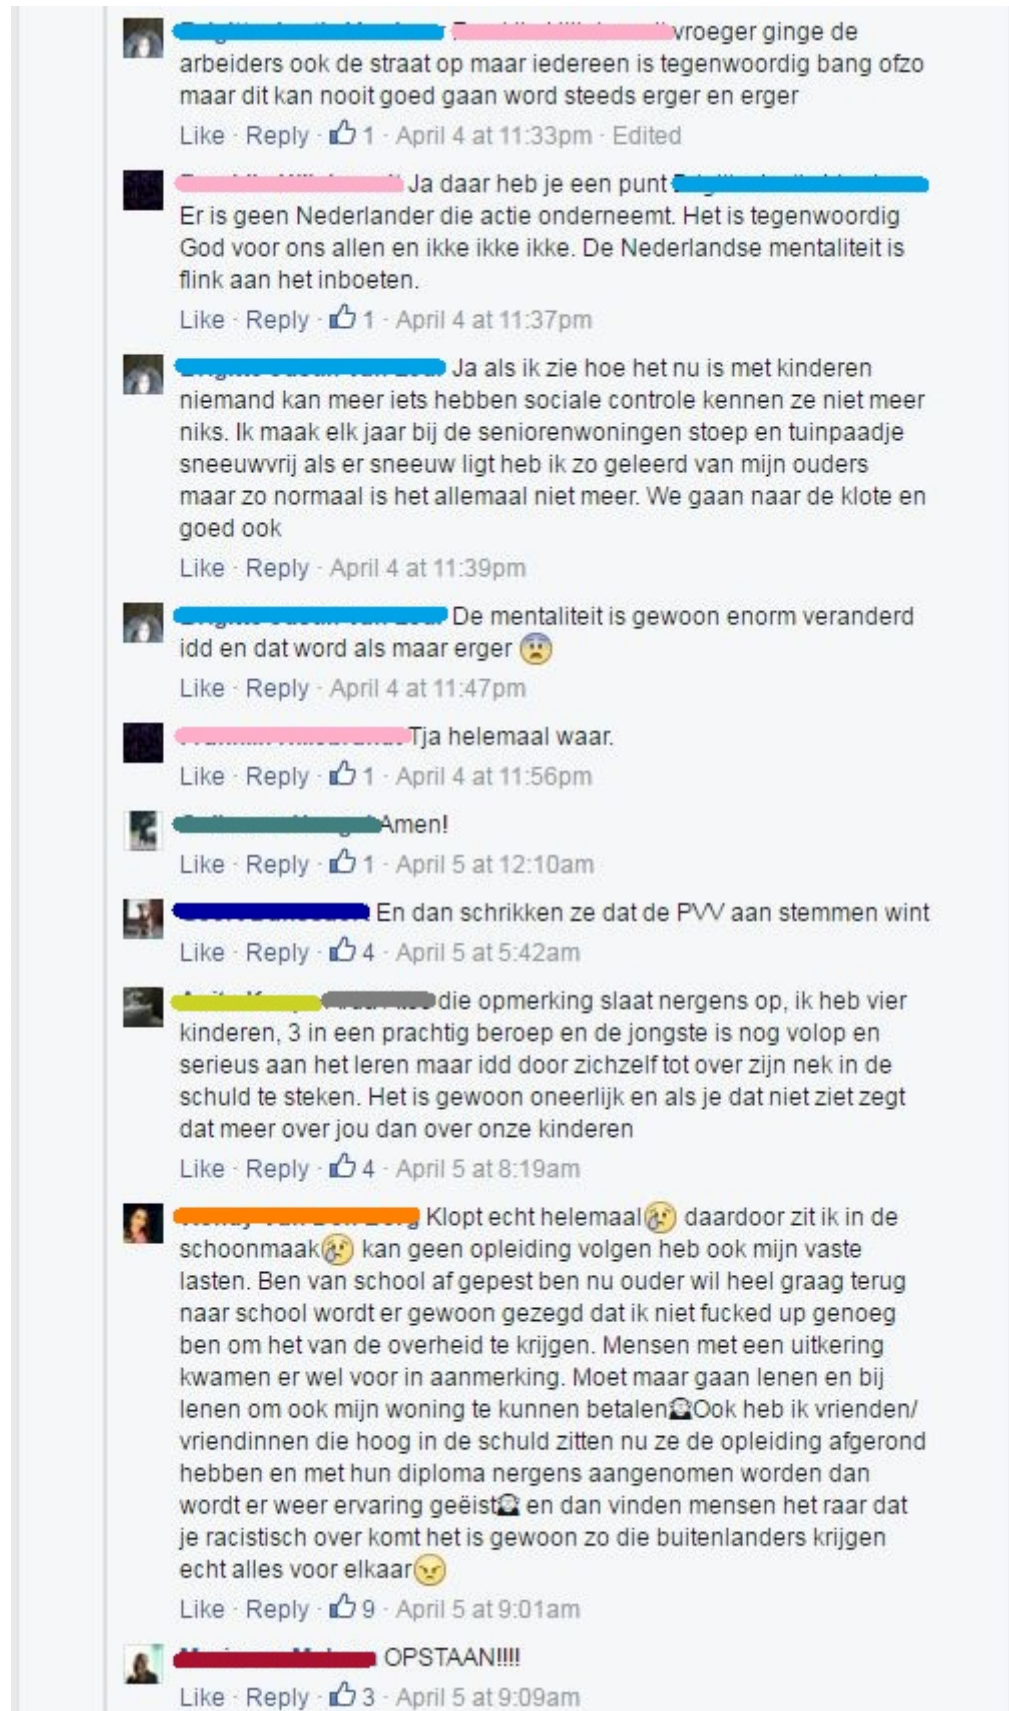 vroeger ginge de
arbeiders ook de straat op maar iedereen is tegenwoordig bang ofzo
maar dit kan nooit goed gaan word steeds erger en erger
Like · Reply · 1 · April 4 at 11:33pm · Edited
Ja daar heb je een punt
Er is geen Nederlander die actie onderneemt. Het is tegenwoordig
God voor ons allen en ikke ikke ikke. De Nederlandse mentaliteit is
flink aan het inboeten.
Like · Reply · 1 · April 4 at 11:37pm
Ja als ik zie hoe het nu is met kinderen
niemand kan meer iets hebben sociale controle kennen ze niet meer
niks. Ik maak elk jaar bij de seniorenwoningen stoep en tuinpaadje
sneeuwvrij als er sneeuw ligt heb ik zo geleerd van mijn ouders
maar zo normaal is het allemaal niet meer. We gaan naar de klote en
goed ook
Like · Reply · April 4 at 11:39pm
De mentaliteit is gewoon enorm veranderd
idd en dat word als maar erger
Like · Reply · April 4 at 11:47pm
Tja helemaal waar.
Like · Reply · 1 · April 4 at 11:56pm
Amen!
Like · Reply · 1 · April 5 at 12:10am
En dan schrikken ze dat de PVV aan stemmen wint
Like · Reply · 4 · April 5 at 5:42am
die opmerking slaat nergens op, ik heb vier
kinderen, 3 in een prachtig beroep en de jongste is nog volop en
serieus aan het leren maar idd door zichzelf tot over zijn nek in de
schuld te steken. Het is gewoon oneerlijk en als je dat niet ziet zegt
dat meer over jou dan over onze kinderen
Like · Reply · 4 · April 5 at 8:19am
Klopt echt helemaal😢 daardoor zit ik in de
schoonmaak😢 kan geen opleiding volgen heb ook mijn vaste
lasten. Ben van school af gepest ben nu ouder wil heel graag terug
naar school wordt er gewoon gezegd dat ik niet fucked up genoeg
ben om het van de overheid te krijgen. Mensen met een uitkering
kwamen er wel voor in aanmerking. Moet maar gaan lenen en bij
lenen om ook mijn woning te kunnen betalen Ook heb ik vrienden/
vriendinnen die hoog in de schuld zitten nu ze de opleiding afgerond
hebben en met hun diploma nergens aangenomen worden dan
wordt er weer ervaring geëist en dan vinden mensen het raar dat
je racistisch over komt het is gewoon zo die buitenlanders krijgen
echt alles voor elkaar😠
Like · Reply · 9 · April 5 at 9:01am
OPSTAAN!!!!
Like · Reply · 3 · April 5 at 9:09am